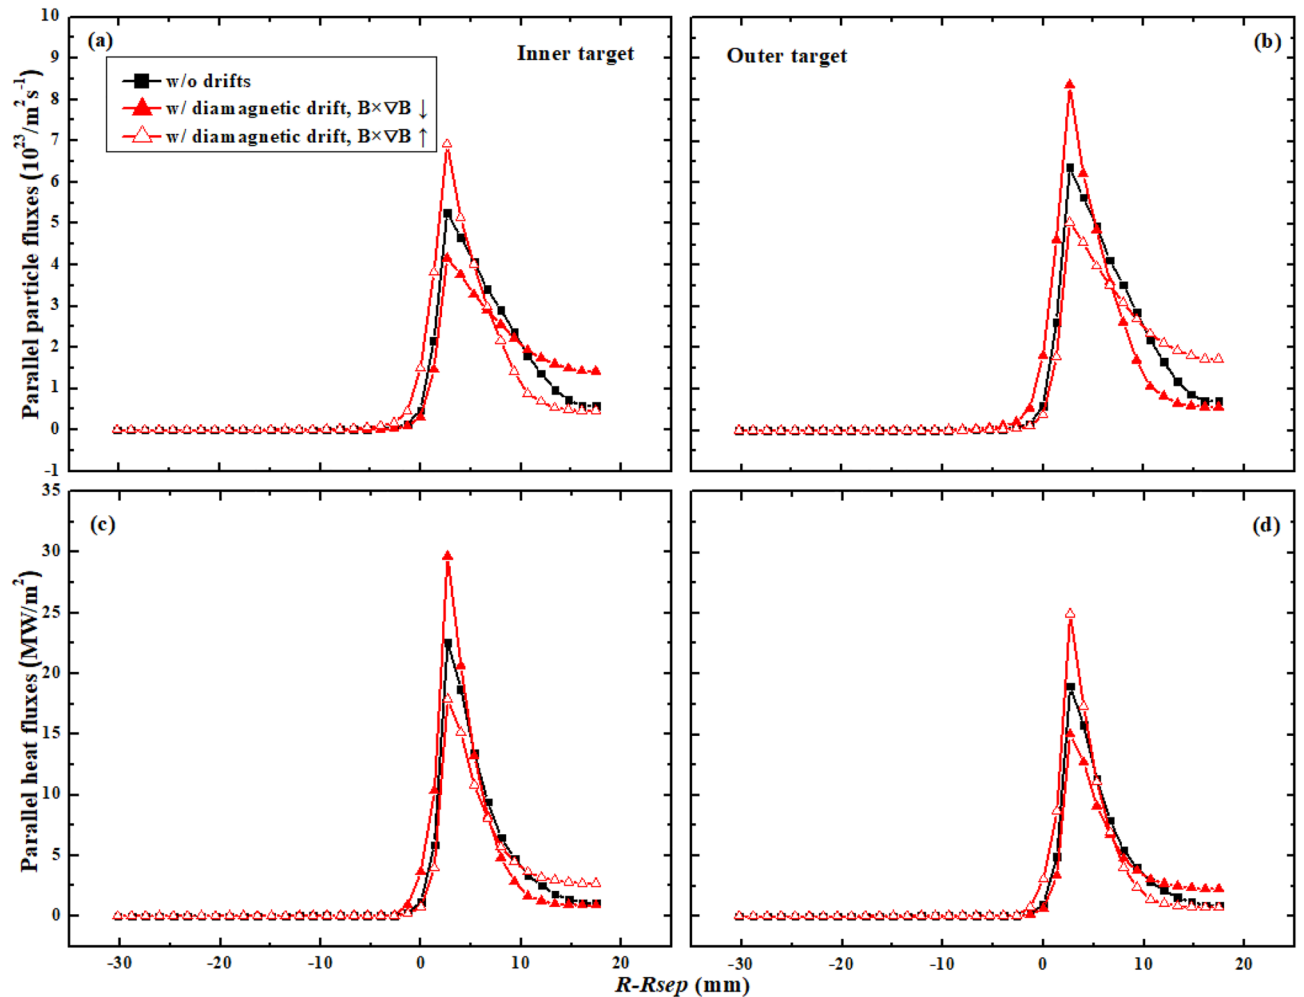 (a)
Inner target
w/o drifts
w/ diamagnetic drift, B×∇B ↓
w/ diamagnetic drift, B×∇B ↑
Parallel particle fluxes (10²³/m²s⁻¹)
10
9
8
7
6
5
4
3
2
1
0
-1
Outer target
(b)
(c)
Parallel heat fluxes (MW/m²)
35
30
25
20
15
10
5
0
(d)
-30 -20 -10 0 10 20
-30 -20 -10 0 10 20
R-Rsep (mm)